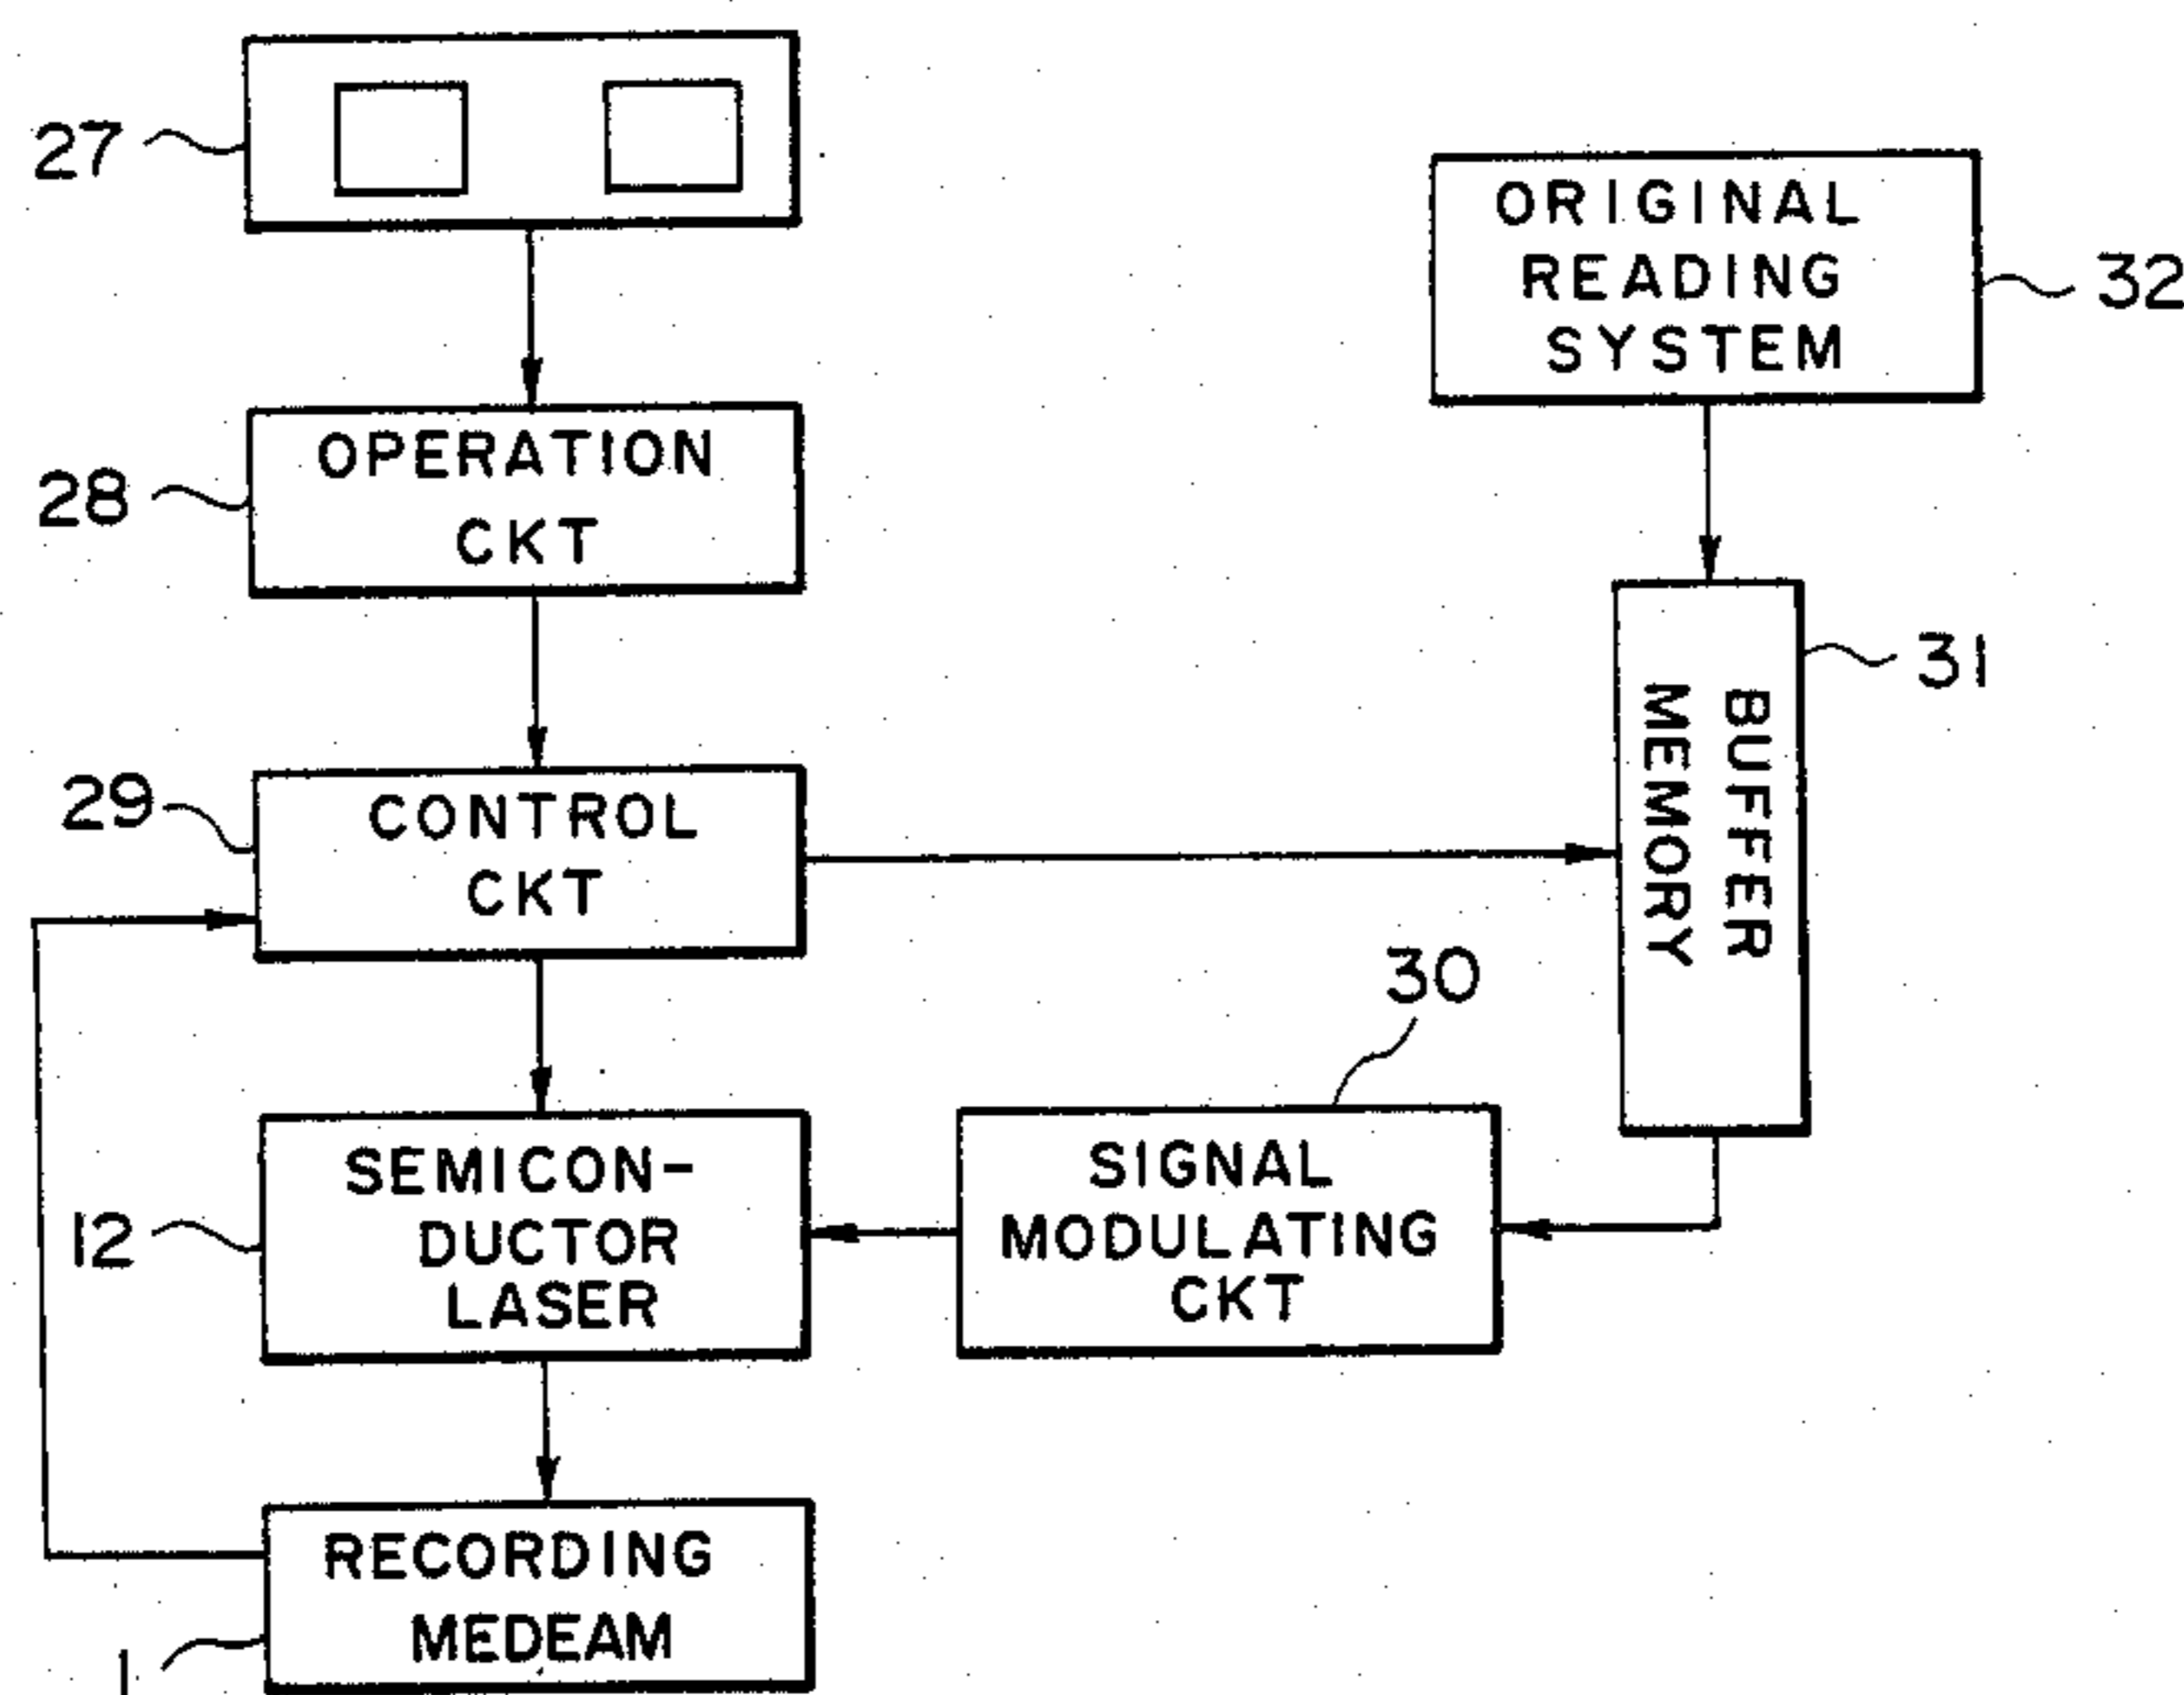 27
ORIGINAL
READING
SYSTEM
32
OPERATION
CKT
28
31
BUFFER
MEMORY
29
CONTROL
CKT
30
SEMICON-
DUCTOR
LASER
12
SIGNAL
MODULATING
CKT
RECORDING
MEDEAM
1